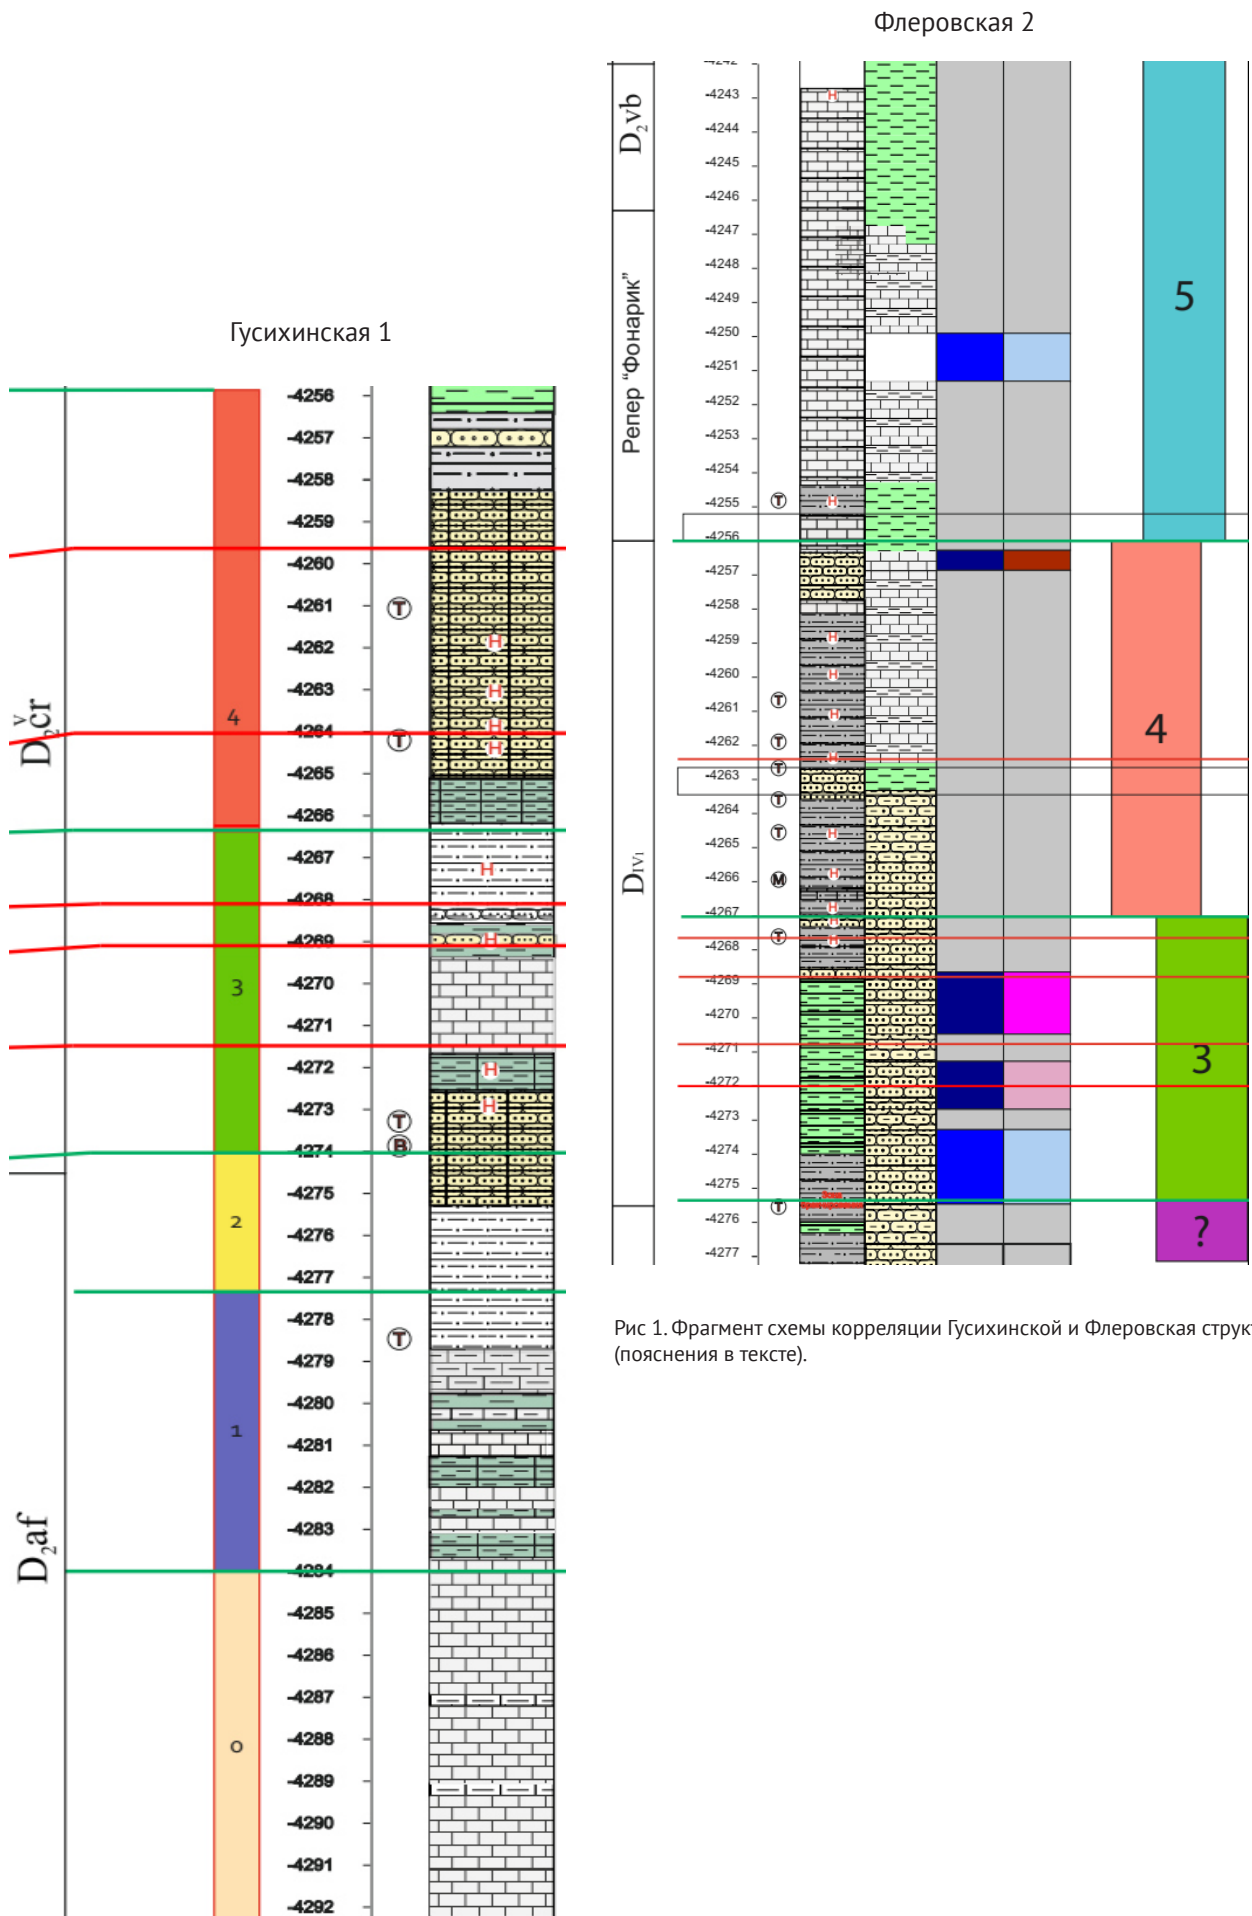 Флеровская 2
Гусихинская 1
D₂čr
D₂af
4
3
2
1
0
-4256
-4257
-4258
-4259
-4260
-4261
-4262
-4263
-4264
-4265
-4266
-4267
-4268
-4269
-4270
-4271
-4272
-4273
-4274
-4275
-4276
-4277
-4278
-4279
-4280
-4281
-4282
-4283
-4284
-4285
-4286
-4287
-4288
-4289
-4290
-4291
-4292
T
T
T
B
T
H
H
H
H
H
H
H
H
D₂vb
Репер “Фонарик”
DIV₁
-4242
-4243
-4244
-4245
-4246
-4247
-4248
-4249
-4250
-4251
-4252
-4253
-4254
-4255
-4256
-4257
-4258
-4259
-4260
-4261
-4262
-4263
-4264
-4265
-4266
-4267
-4268
-4269
-4270
-4271
-4272
-4273
-4274
-4275
-4276
-4277
T
T
T
T
T
T
M
T
T
H
H
H
H
H
H
H
H
H
H
H
5
4
3
?
Рис 1. Фрагмент схемы корреляции Гусихинской и Флеровская струк
(пояснения в тексте).